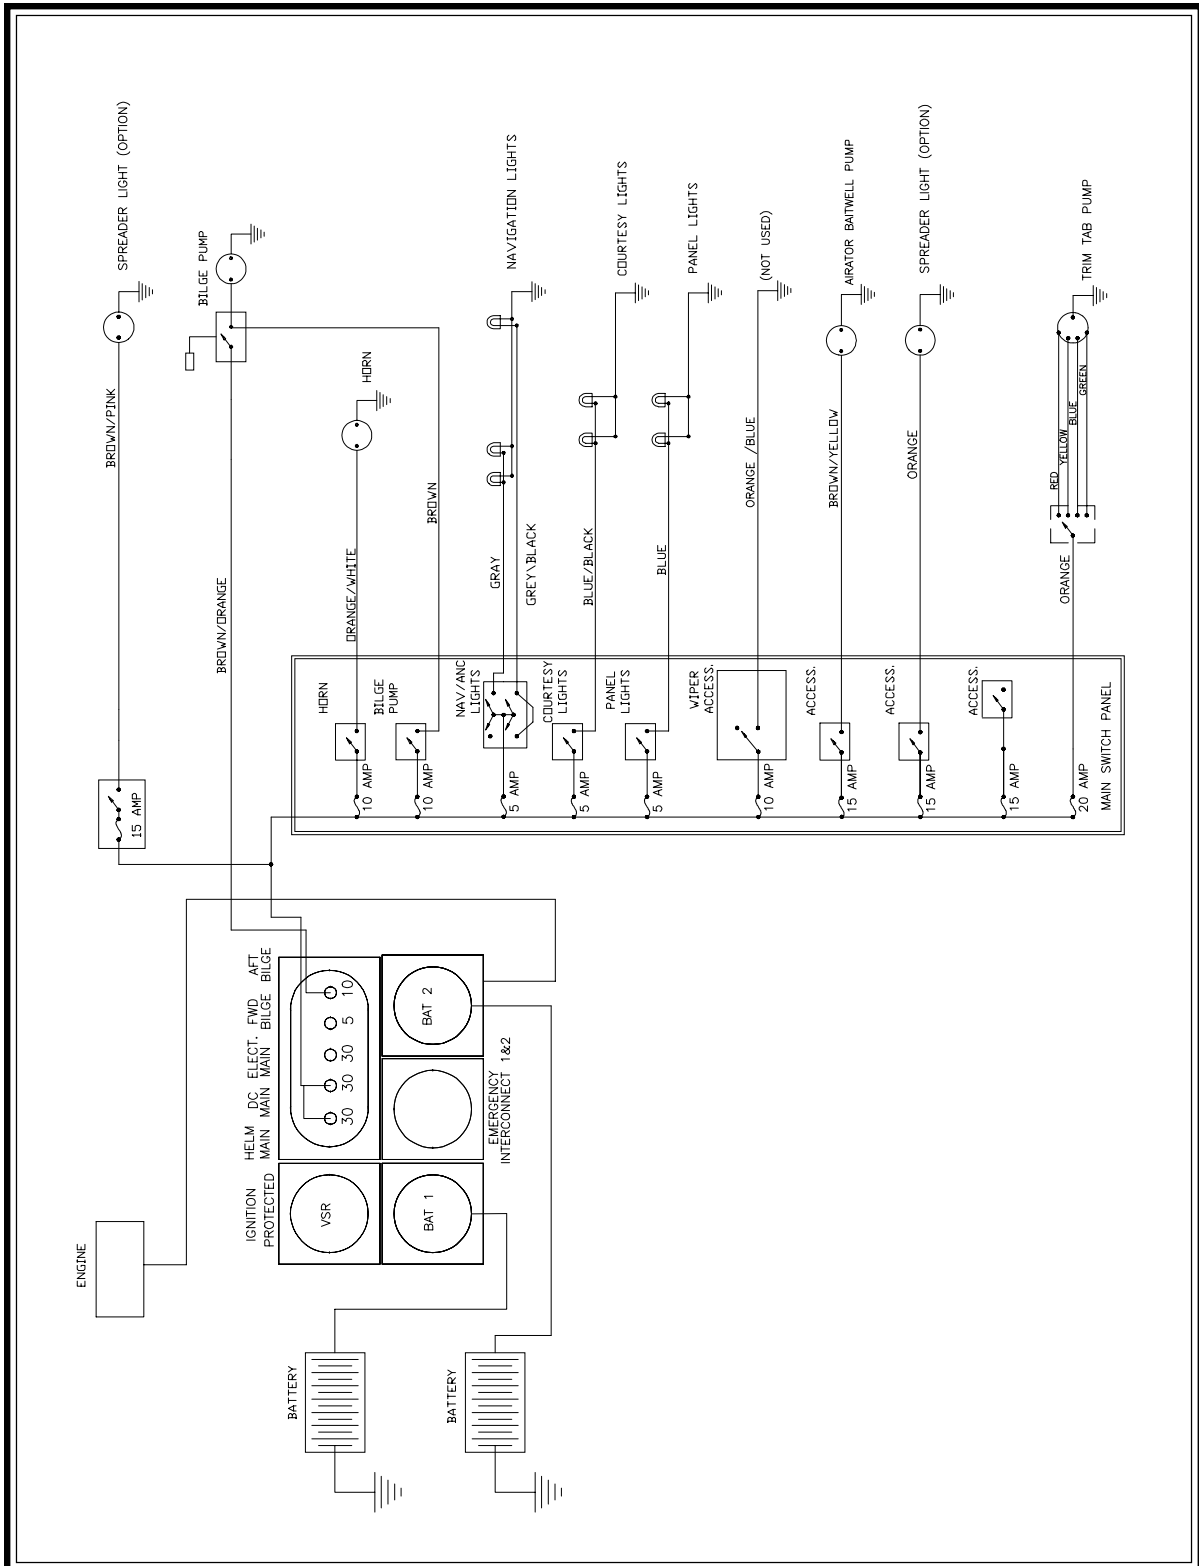 SPREADER LIGHT (OPTION)
BROWN/PINK
15 AMP
BILGE PUMP
BROWN/ORANGE
HORN
ORANGE/WHITE
BROWN
NAVIGATION LIGHTS
GRAY
GREY\BLACK
COURTESY LIGHTS
BLUE/BLACK
PANEL LIGHTS
BLUE
(NOT USED)
ORANGE /BLUE
AIRATOR BAITWELL PUMP
BROWN/YELLOW
SPREADER LIGHT (OPTION)
ORANGE
TRIM TAB PUMP
RED
YELLOW
BLUE
GREEN
ORANGE
HORN
10 AMP
BILGE
PUMP
10 AMP
NAV/ANC
LIGHTS
5 AMP
COURTESY
LIGHTS
5 AMP
PANEL
LIGHTS
5 AMP
WIPER
ACCESS.
10 AMP
ACCESS.
15 AMP
ACCESS.
15 AMP
ACCESS.
15 AMP
20 AMP
MAIN SWITCH PANEL
ENGINE
IGNITION
PROTECTED
HELM DC ELECT. FWD AFT
MAIN MAIN MAIN BILGE BILGE
30 30 30 5 10
VSR
BAT 1
BAT 2
EMERGENCY
INTERCONNECT 1&2
BATTERY
BATTERY